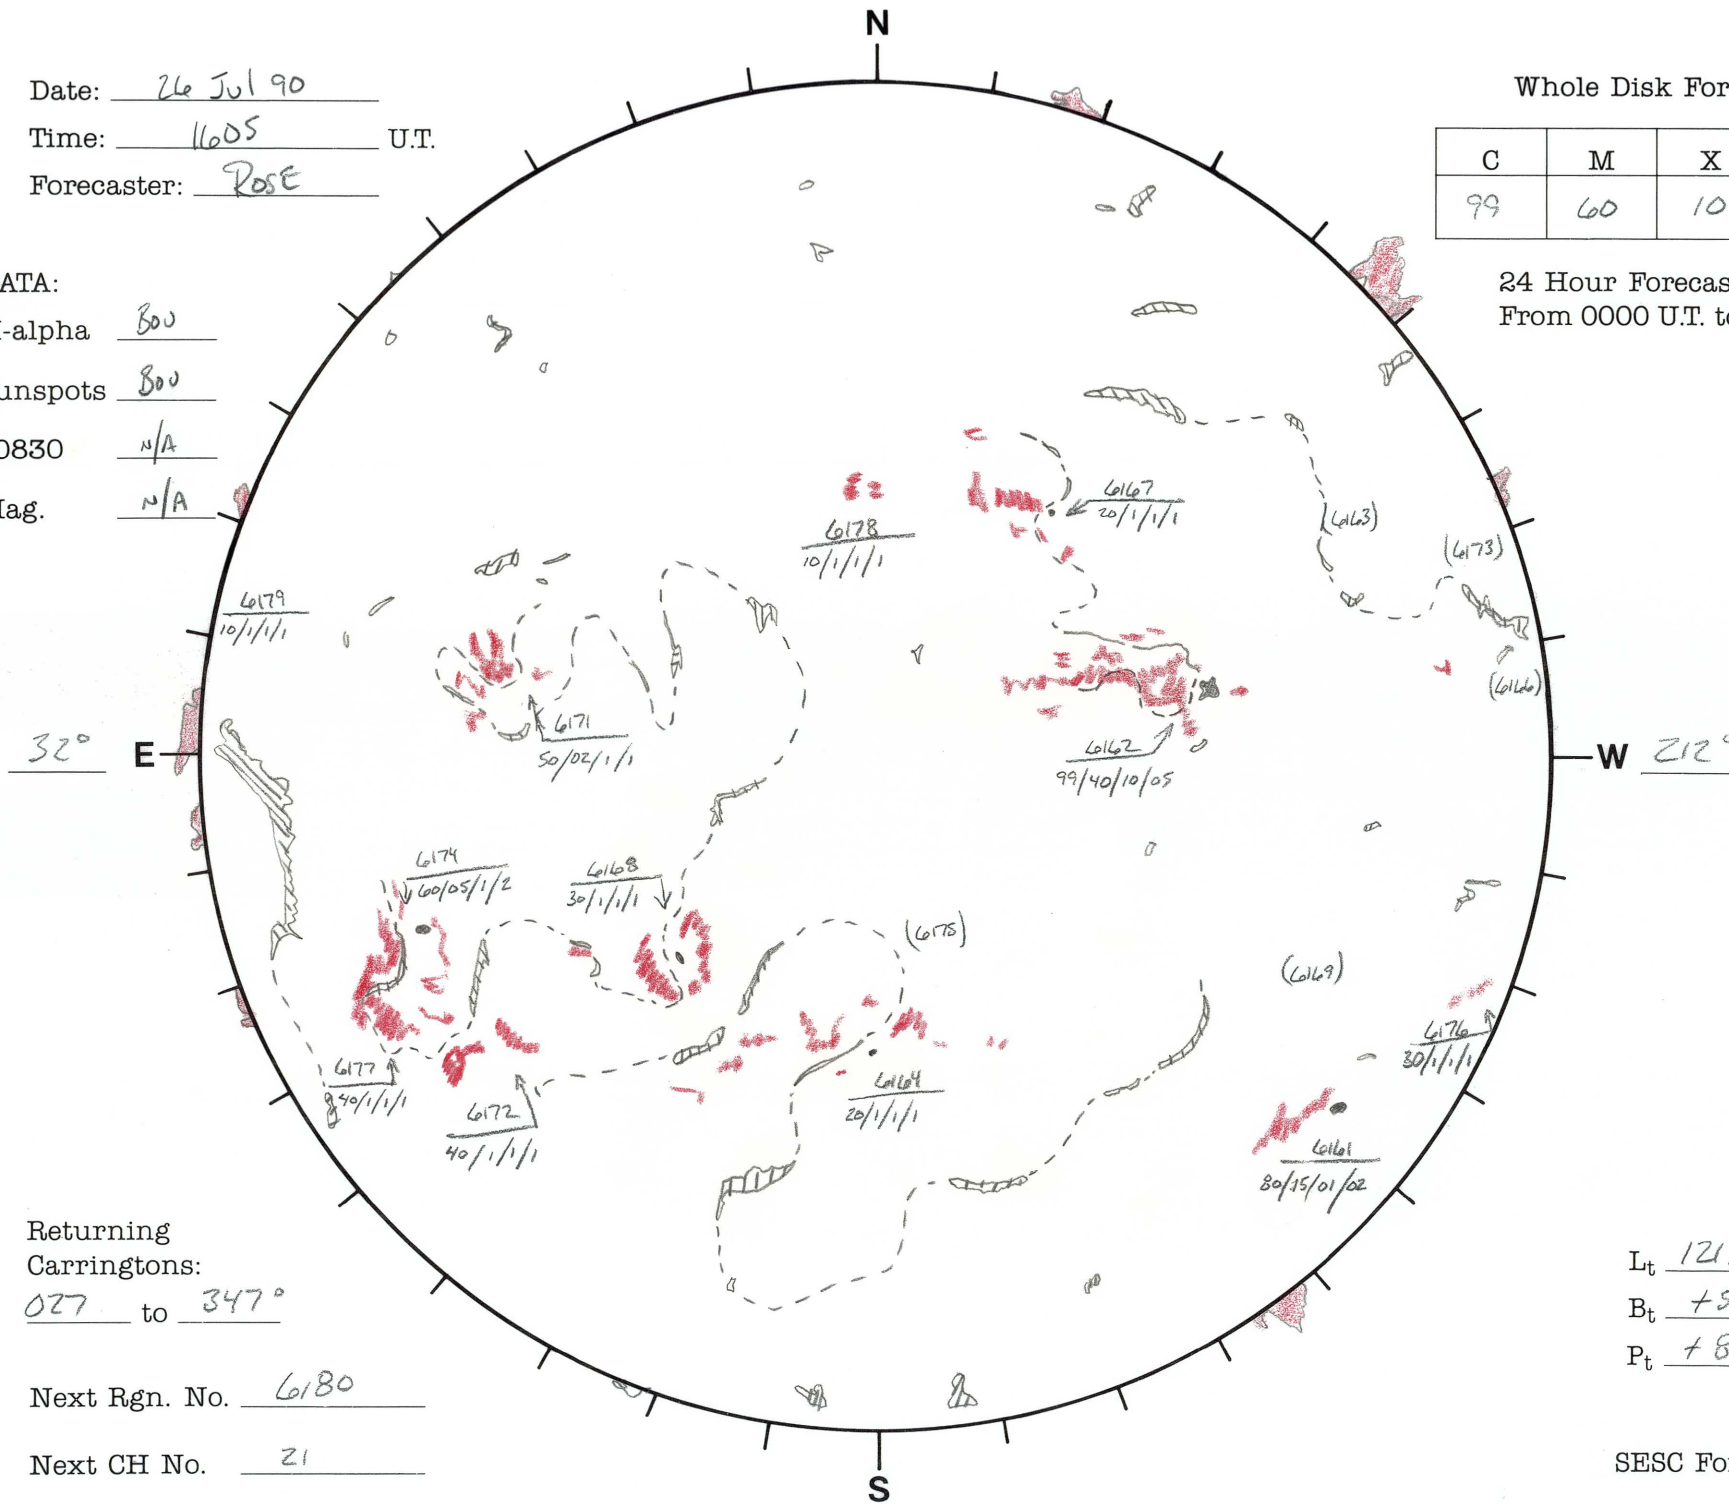 N
Date: 26 Jul 90
Time: 1605 U.T.
Forecaster: ROSE
Whole Disk For
C M X
99 60 10
24 Hour Forecas
From 0000 U.T. to
ATA:
-alpha BOU
unspots BOU
0830 N/A
Mag. N/A
6167
20/1/1/1
6178
10/1/1/1
(6163)
(6173)
6179
10/1/1/1
(6166)
6171
50/02/1/1
6162
99/40/10/05
32° E
W 212°
6174
60/05/1/2
6168
30/1/1/1
(6175)
(6169)
6176
30/1/1/1
6177
40/1/1/1
6172
40/1/1/1
6164
20/1/1/1
6161
80/15/01/02
Returning
Carringtons:
027 to 347°
Lt 121.
Bt +5
Pt +8
Next Rgn. No. 6180
Next CH No. 21
S
SESC For